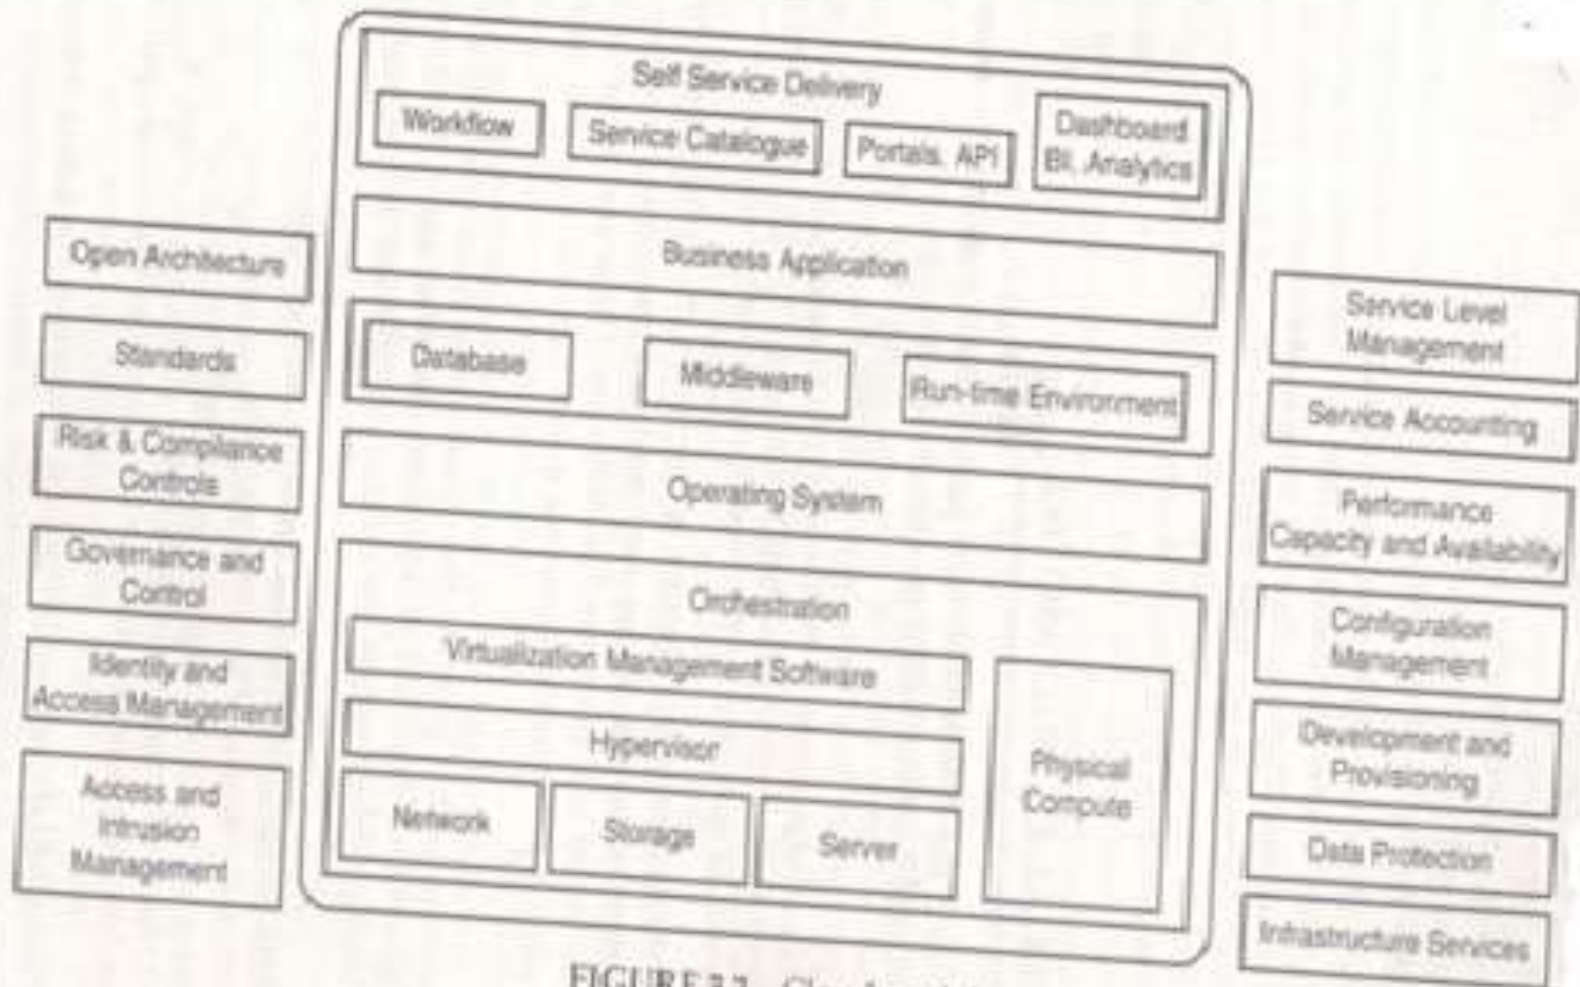 Self Service Delivery
Workflow
Service Catalogue
Portals, API
Dashboard
BI, Analytics
Business Application
Database
Middleware
Run-time Environment
Operating System
Orchestration
Virtualization Management Software
Hypervisor
Network
Storage
Server
Physical
Compute
Open Architecture
Standards
Risk & Compliance
Controls
Governance and
Control
Identity and
Access Management
Access and
Intrusion
Management
Service Level
Management
Service Accounting
Performance
Capacity and Availability
Configuration
Management
Development and
Provisioning
Data Protection
Infrastructure Services
FIGURE